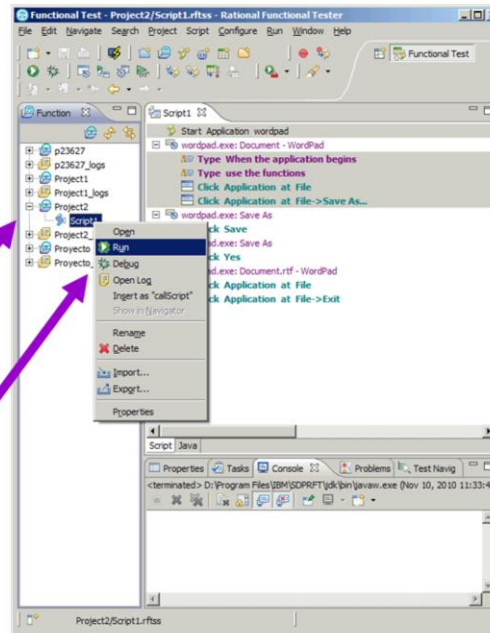 Functional Test - Project2/Script1.rftss - Rational Functional Tester
File Edit Navigate Search Project Script Configure Run Window Help
Functional Test
Function
p23627
p23627_logs
Project1
Project1_logs
Project2
Script1
Project2_
Proyecto
Proyecto_
Open
Run
Debug
Open Log
Insert as "callScript"
Show in Navigator
Rename
Delete
Import...
Export...
Properties
Script1
Start Application wordpad
wordpad.exe: Document - WordPad
Type When the application begins
Type use the functions
Click Application at File
Click Application at File->Save As...
wordpad.exe: Save As
ck Save
wordpad.exe: Save As
ck Yes
wordpad.exe: Document.rtf - WordPad
ck Application at File
ck Application at File->Exit
Script Java
Properties Tasks Console Problems Test Navig
<terminated> D:\Program Files\IBM\SDPRFT\jdk\bin\javaw.exe (Nov 10, 2010 11:33:4
Project2/Script1.rftss